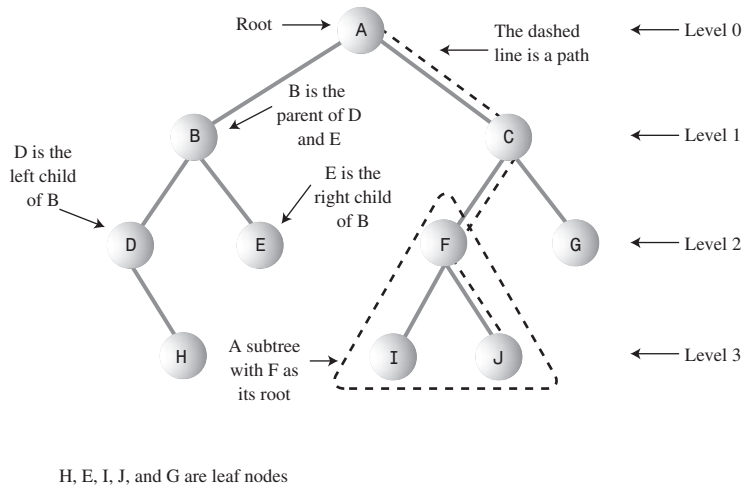 Root
A
The dashed
line is a path
Level 0
B is the
parent of D
and E
B
C
Level 1
D is the
left child
of B
E is the
right child
of B
D
E
F
G
Level 2
A subtree
with F as
its root
H
I
J
Level 3
H, E, I, J, and G are leaf nodes